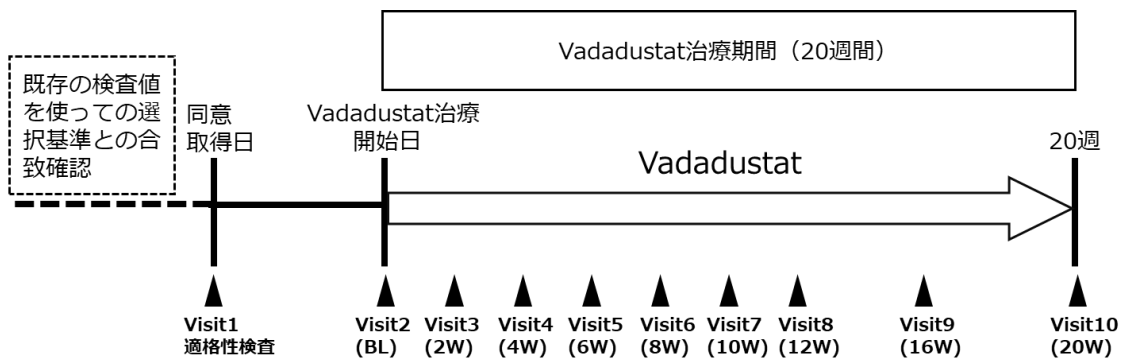 Vadadustat治療期間（20週間）
既存の検査値
を使っての選
択基準との合
致確認
同意
取得日
Vadadustat治療
開始日
20週
Vadadustat
Visit1
適格性検査
Visit2
(BL)
Visit3
(2W)
Visit4
(4W)
Visit5
(6W)
Visit6
(8W)
Visit7
(10W)
Visit8
(12W)
Visit9
(16W)
Visit10
(20W)